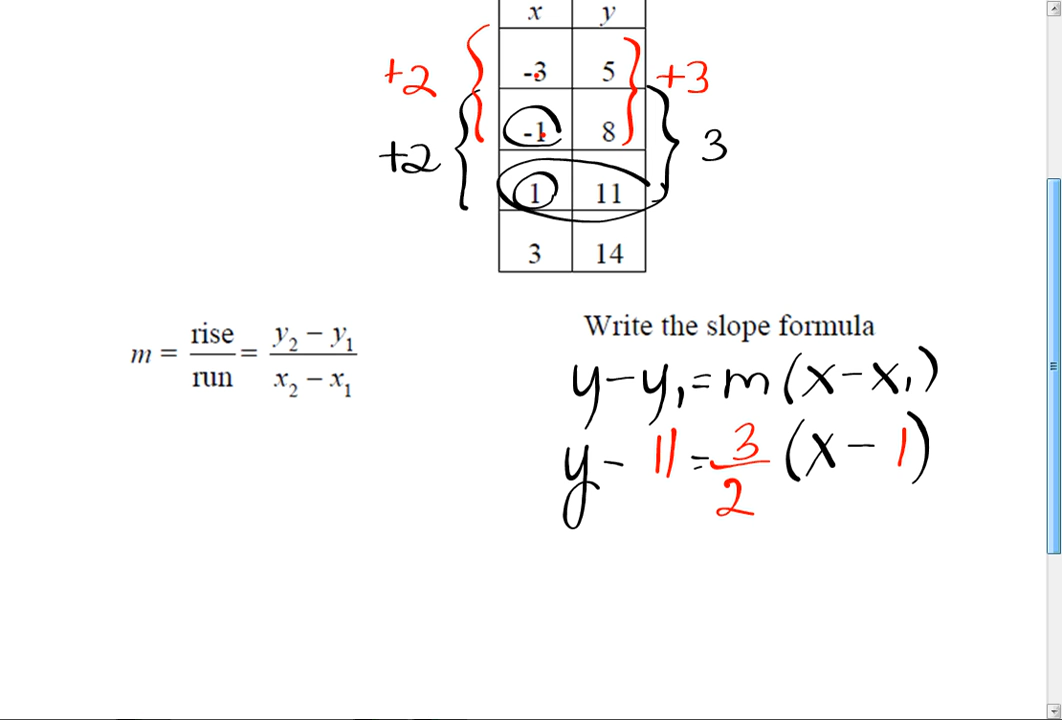 x y
+2 -3 5 +3
+2 -1 8 3
1 11
3 14
m = rise/run = y₂ − y₁/x₂ − x₁
Write the slope formula
y − y₁ = m(x − x₁)
y − 11 = 3/2 (x − 1)
m